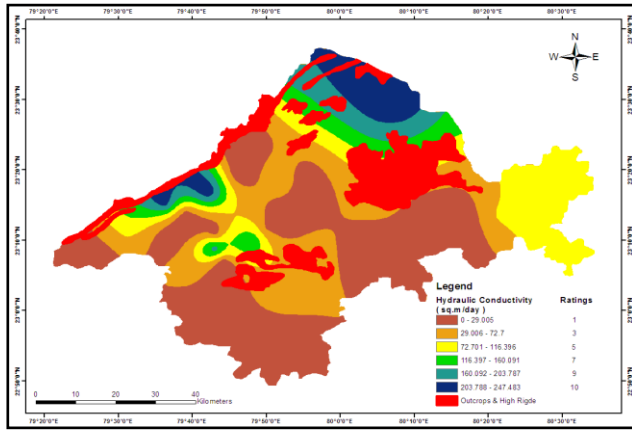 79°20'0"E 79°30'0"E 79°40'0"E 79°50'0"E 80°0'0"E 80°10'0"E 80°20'0"E 80°30'0"E
N
W E
S
Legend
Hydraulic Conductivity Ratings
(sq.m/day)
0 - 29.005 1
29.006 - 72.7 3
72.701 - 116.396 5
116.397 - 160.091 7
160.092 - 203.787 9
203.788 - 247.483 10
Outcrops & High Rigde
0 10 20 30 40
Kilometers
79°20'0"E 79°30'0"E 79°40'0"E 79°50'0"E 80°0'0"E 80°10'0"E 80°20'0"E 80°30'0"E